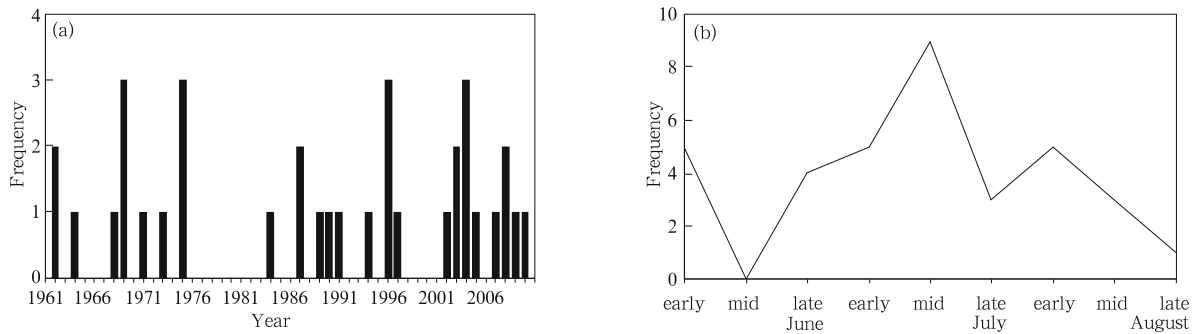 (a)
4
3
2
1
0
Frequency
1961 1966 1971 1976 1981 1986 1991 1996 2001 2006
Year
(b)
10
8
6
4
2
0
Frequency
early mid late early mid late early mid late
June July August